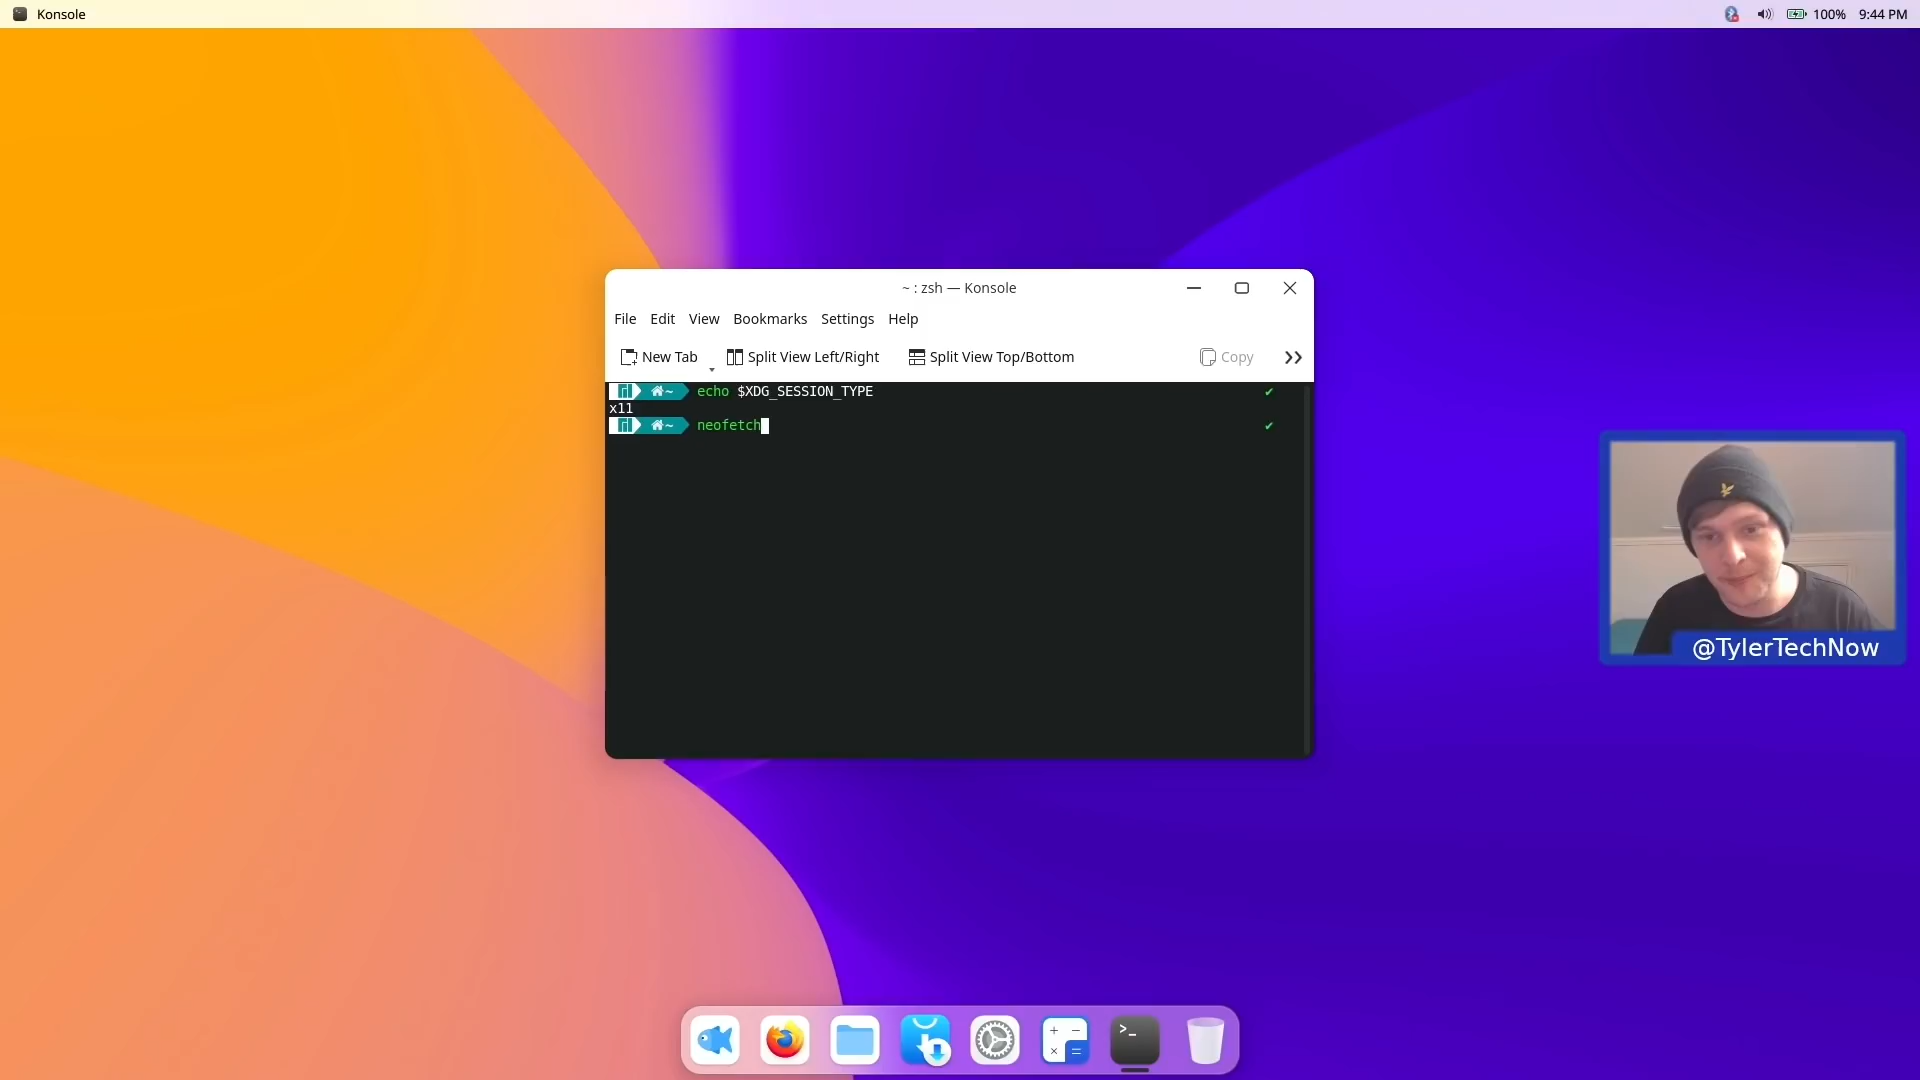 Konsole
100% 9:44 PM
~ : zsh — Konsole
File Edit View Bookmarks Settings Help
New Tab Split View Left/Right Split View Top/Bottom Copy
~ echo $XDG_SESSION_TYPE ✔
x11
~ neofetch ✔
@TylerTechNow